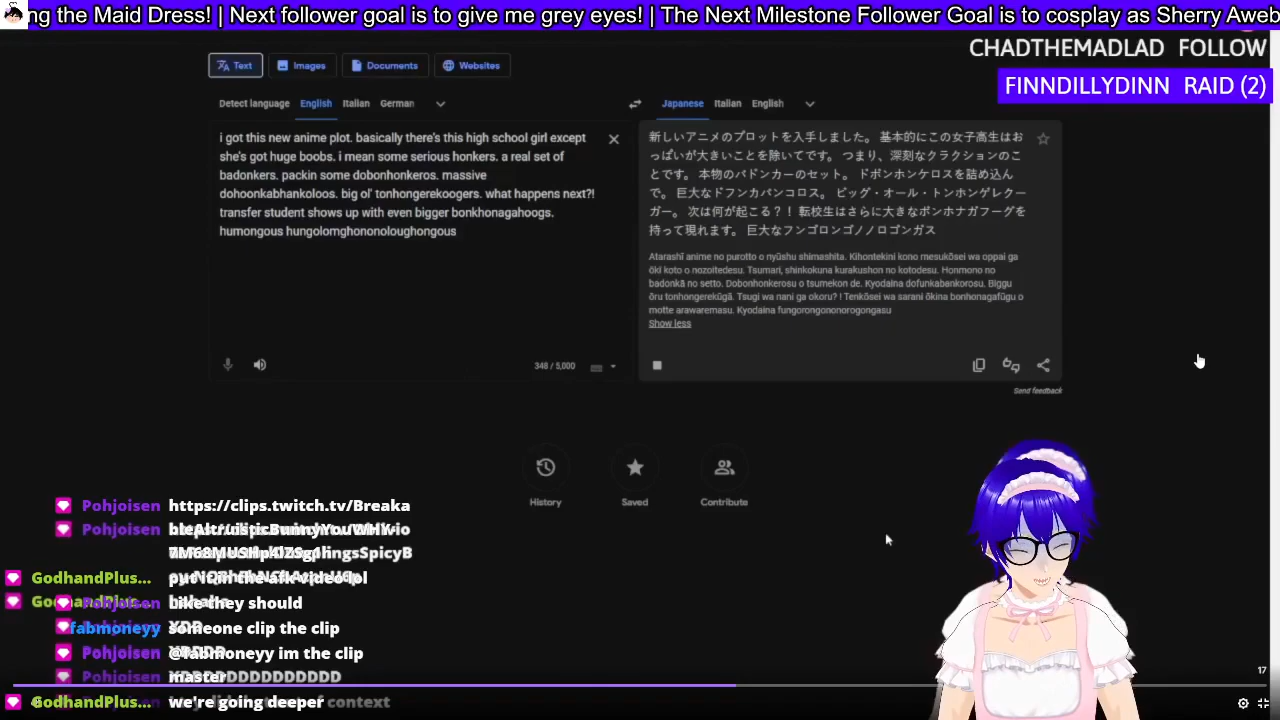 ng the Maid Dress! | Next follower goal is to give me grey eyes! | The Next Milestone Follower Goal is to cosplay as Sherry Aweb
CHADTHEMADLAD FOLLOW
FINNDILLYDINN RAID (2)
Text Images Documents Websites
Detect language English Italian German
Japanese Italian English
i got this new anime plot. basically there's this high school girl except
she's got huge boobs. i mean some serious honkers. a real set of
badonkers. packin some dobonhonkeros. massive
dohoonkabhankoloos. big ol' tonhongerekoogers. what happens next?!
transfer student shows up with even bigger bonkhonagahoogs.
humongous hungolomghononoloughongous
348 / 5,000
新しいアニメのプロットを入手しました。 基本的にこの女子高生はお
っぱいが大きいことを除いてです。 つまり、深刻なクラクションのこ
とです。 本物のバドンカーのセット。 ドボンホンケロスを詰め込ん
で。 巨大なドフンカバンコロス。 ビッグ・オール・トンホンゲレクー
ガー。 次は何が起こる？！ 転校生はさらに大きなボンホナガフーグを
持って現れます。 巨大なフンゴロンゴノノロゴンガス
Atarashī anime no purotto o nyūshu shimashita. Kihontekini kono mesukōsei wa oppai ga
ōkī koto o nozoitedesu. Tsumari, shinkokuna kurakushon no kotodesu. Honmono no
badonkā no setto. Dobonhonkerosu o tsumekon de. Kyodaina dofunkabankorosu. Biggu
ōru tonhongerekūgā. Tsugi wa nani ga okoru? ! Tenkōsei wa sarani ōkina bonhonagafūgu o
motte arawaremasu. Kyodaina fungorongononorogongasu
Show less
Send feedback
History Saved Contribute
Pohjoisen https://clips.twitch.tv/Breaka
Pohjoisen
GodhandPlus... put it in the afk video lol
Pohjoisen like they should
fabmoneyy someone clip the clip
Pohjoisen @fabmoneyy im the clip
master
GodhandPlus... we're going deeper context
17